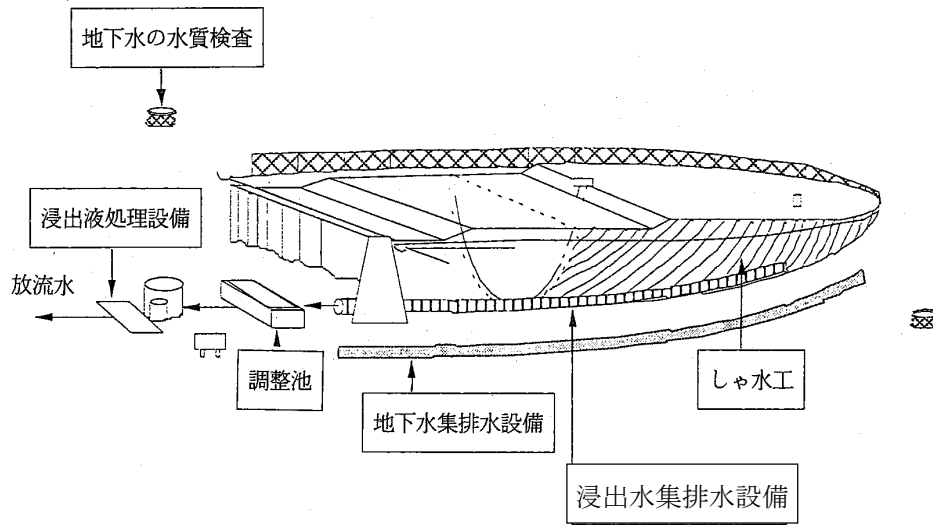 地下水の水質検査
浸出液処理設備
放流水
調整池
地下水集排水設備
しゃ水工
浸出水集排水設備